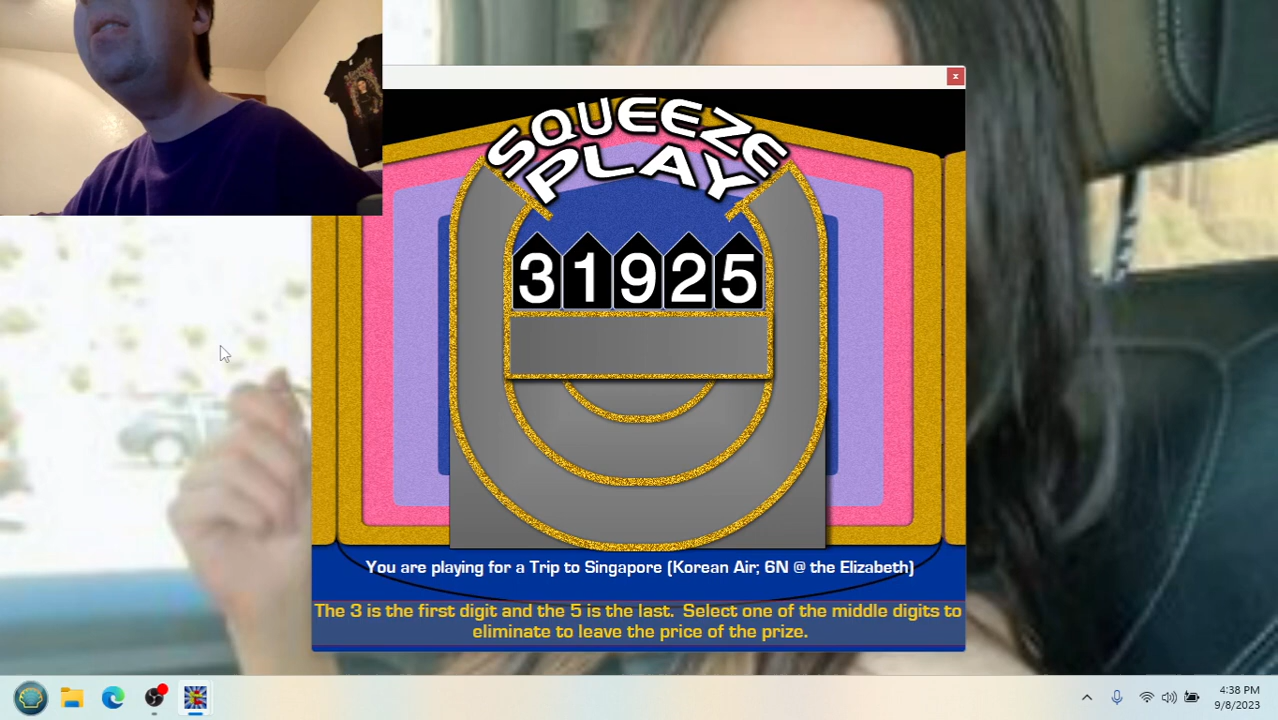 x
SQUEEZE
PLAY
31925
You are playing for a Trip to Singapore (Korean Air; 6N @ the Elizabeth)
The 3 is the first digit and the 5 is the last. Select one of the middle digits to
eliminate to leave the price of the prize.
4:38 PM
9/8/2023